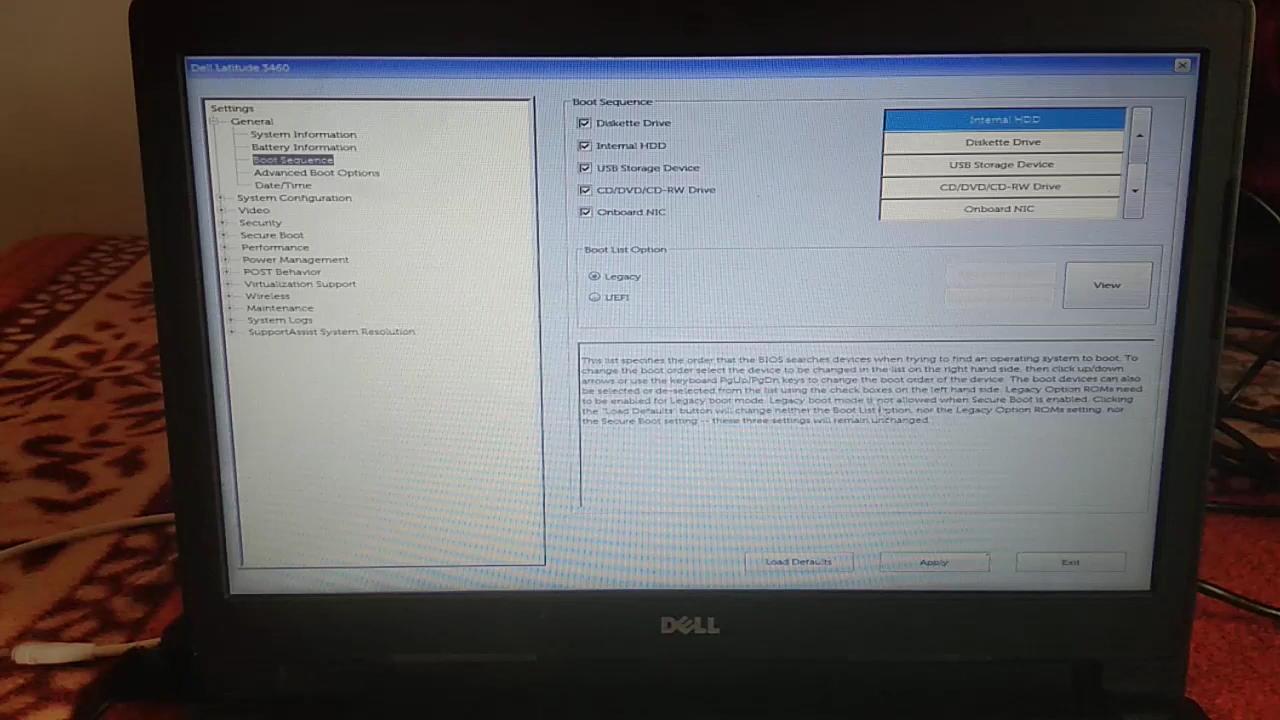 Dell Latitude 3460
Settings
General
System Information
Battery Information
Boot Sequence
Advanced Boot Options
Date/Time
System Configuration
Video
Security
Secure Boot
Performance
Power Management
POST Behavior
Virtualization Support
Wireless
Maintenance
System Logs
SupportAssist System Resolution
Boot Sequence
Diskette Drive
Internal HDD
USB Storage Device
CD/DVD/CD-RW Drive
Onboard NIC
Internal HDD
Diskette Drive
USB Storage Device
CD/DVD/CD-RW Drive
Onboard NIC
Boot List Option
Legacy
UEFI
View
This list specifies the order that the BIOS searches devices when trying to find an operating system to boot. To
change the boot order select the device to be changed in the list on the right hand side, then click up/down
arrows or use the keyboard PgUp/PgDn keys to change the boot order of the device. The boot devices can also
be selected or de-selected from the list using the check boxes on the left hand side. Legacy Option ROMs need
to be enabled for Legacy boot mode. Legacy boot mode is not allowed when Secure Boot is enabled. Clicking
the "Load Defaults" button will change neither the Boot List Option, nor the Legacy Option ROMs setting, nor
the Secure Boot setting -- these three settings will remain unchanged.
Load Defaults
Apply
Exit
DELL